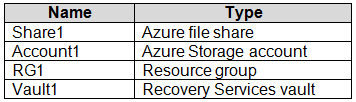 Name Type
Share1 Azure file share
Account1 Azure Storage account
RG1 Resource group
Vault1 Recovery Services vault